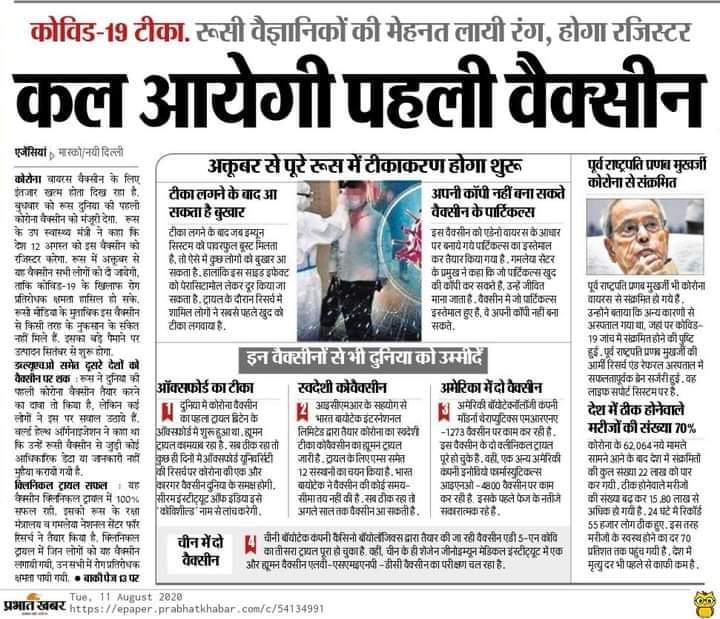 कोविड-19 टीका. रूसी वैज्ञानिकों की मेहनत लायी रंग, होगा रजिस्टर
कल आयेगी पहली वैक्सीन
एजेंसियां मास्को/नयी दिल्ली
कोरोना वायरस वैक्सीन के लिए
इंतजार खत्म होता दिख रहा है.
बुधवार को रूस दुनिया की पहली
कोरोना वैक्सीन को मंजूरी देगा. रूस
के उप स्वास्थ्य मंत्री ने कहा कि
देश 12 अगस्त को इस वैक्सीन को
रजिस्टर करेगा. रूस में अक्तूबर से
यह वैक्सीन सभी लोगों को दी जायेगी,
ताकि कोविड-19 के खिलाफ रोग
प्रतिरोधक क्षमता हासिल हो सके.
रूसी मीडिया के मुताबिक इस वैक्सीन
से किसी तरह के नुकसान के संकेत
नहीं मिले हैं. इसका बड़े पैमाने पर
उत्पादन सितंबर से शुरू होगा.
डब्ल्यूएचओ समेत दूसरे देशों को
वैक्सीन पर शक : रूस ने दुनिया की
पहली कोरोना वैक्सीन तैयार करने
का दावा तो किया है, लेकिन कई
लोगों ने इस पर सवाल उठाये हैं.
वर्ल्ड हेल्थ ऑर्गनाइजेशन ने कहा था
कि उन्हें रूसी वैक्सीन से जुड़ी कोई
आधिकारिक डेटा या जानकारी नहीं
मुहैया करायी गयी है.
क्लिनिकल ट्रायल सफल : यह
वैक्सीन क्लिनिकल ट्रायल में 100%
सफल रही. इसको रूस के रक्षा
मंत्रालय व गमलेया नेशनल सेंटर फॉर
रिसर्च ने तैयार किया है. क्लिनिकल
ट्रायल में जिन लोगों को यह वैक्सीन
लगायी गयी, उन सभी में रोग प्रतिरोधक
क्षमता पायी गयी. ● बाकी पेज 13 पर
अक्तूबर से पूरे रूस में टीकाकरण होगा शुरू
टीका लगने के बाद आ
सकता है बुखार
टीका लगने के बाद जब इम्यून
सिस्टम को पावरफुल बूस्ट मिलता
है, तो ऐसे में कुछ लोगों को बुखार आ
सकता है. हालांकि इस साइड इफेक्ट
को पेरासिटामोल लेकर दूर किया जा
सकता है. ट्रायल के दौरान रिसर्च में
शामिल लोगों ने सबसे पहले खुद को
टीका लगवाया है.
अपनी कॉपी नहीं बना सकते
वैक्सीन के पार्टिकल्स
इस वैक्सीन को एडेनो वायरस के आधार
पर बनाये गये पार्टिकल्स का इस्तेमाल
कर तैयार किया गया है. गमलेया सेंटर
के प्रमुख ने कहा कि जो पार्टिकल्स खुद
की कॉपी कर सकते हैं, उन्हें जीवित
माना जाता है. वैक्सीन में जो पार्टिकल्स
इस्तेमाल हुए हैं, वे अपनी कॉपी नहीं बना
सकते.
इन वैक्सीनों से भी दुनिया को उम्मीदें
ऑक्सफोर्ड का टीका
1 दुनिया में कोरोना वैक्सीन
का पहला ट्रायल ब्रिटेन के
ऑक्सफोर्ड में शुरू हुआ था. ह्यूमन
ट्रायल कामयाब रहा है. सब ठीक रहा तो
कुछ ही दिनों में ऑक्सफोर्ड यूनिवर्सिटी
की रिसर्च पर कोरोना की एक और
कारगर वैक्सीन दुनिया के समक्ष होगी.
सीरम इंस्टीट्यूट ऑफ इंडिया इसे
'कोविशील्ड' नाम से लांच करेगी.
स्वदेशी कोवैक्सीन
2 आइसीएमआर के सहयोग से
भारत बायोटेक इंटरनेशनल
लिमिटेड द्वारा तैयार कोरोना का स्वदेशी
टीका कोवैक्सिन का ह्यूमन ट्रायल
जारी है. ट्रायल के लिए एम्स समेत
12 संस्थानों का चयन किया है. भारत
बायोटेक ने वैक्सीन की कोई समय-
सीमा तय नहीं की है. सब ठीक रहा तो
अगले साल तक वैक्सीन आ सकती है.
अमेरिका में दो वैक्सीन
3 अमेरिकी बॉयोटेक्नोलॉजी कंपनी
मॉडर्ना थेराप्युटिक्स एमआरएनए
-1273 वैक्सीन पर काम कर रही है.
इस वैक्सीन के दो क्लीनिकल ट्रायल
पूरे हो चुके है. वहीं, एक अन्य अमेरिकी
कंपनी इनोवियो फार्मास्युटिकल्स
आइएनओ -4800 वैक्सीन पर काम
कर रही है. इसके पहले फेज के नतीजे
सकारात्मक रहे है.
चीन में दो
वैक्सीन
4 चीनी बॉयोटेक कंपनी कैसिनो बॉयोलॉजिक्स द्वारा तैयार की जा रही वैक्सीन एडी 5-एन कोवि
का तीसरा ट्रायल पूरा हो चुका है. वहीं, चीन के ही शेनेज जीनोइम्यून मेडिकल इंस्टीट्यूट में एक
और ह्यूमन वैक्सीन एलवी-एसएमइएनपी -डीसी वैक्सीन का परीक्षण चल रहा है.
पूर्व राष्ट्रपति प्रणब मुखर्जी
कोरोना से संक्रमित
पूर्व राष्ट्रपति प्रणब मुखर्जी भी कोरोना
वायरस से संक्रमित हो गये हैं.
उन्होंने बताया कि अन्य कारणों से
अस्पताल गया था, जहां पर कोविड-
19 जांच में संक्रमित होने की पुष्टि
हुई. पूर्व राष्ट्रपति प्रणब मुखर्जी की
आर्मी रिसर्च एंड रेफरल अस्पताल में
सफलतापूर्वक ब्रेन सर्जरी हुई. वह
लाइफ सपोर्ट सिस्टम पर है.
देश में ठीक होनेवाले
मरीजों की संख्या 70%
कोरोना के 62,064 नये मामले
सामने आने के बाद देश में संक्रमितों
की कुल संख्या 22 लाख को पार
कर गयी. ठीक होनेवाले मरीजों
की संख्या बढ़ कर 15.80 लाख से
अधिक हो गयी है. 24 घंटे में रिकॉर्ड
55 हजार लोग ठीक हुए. इस तरह
मरीजों के स्वस्थ होने का दर 70
प्रतिशत तक पहुंच गयी है. देश में
मृत्यु दर भी पहले से काफी कम है.
प्रभात खबर
Tue, 11 August 2020
https://epaper.prabhatkhabar.com/c/54134991